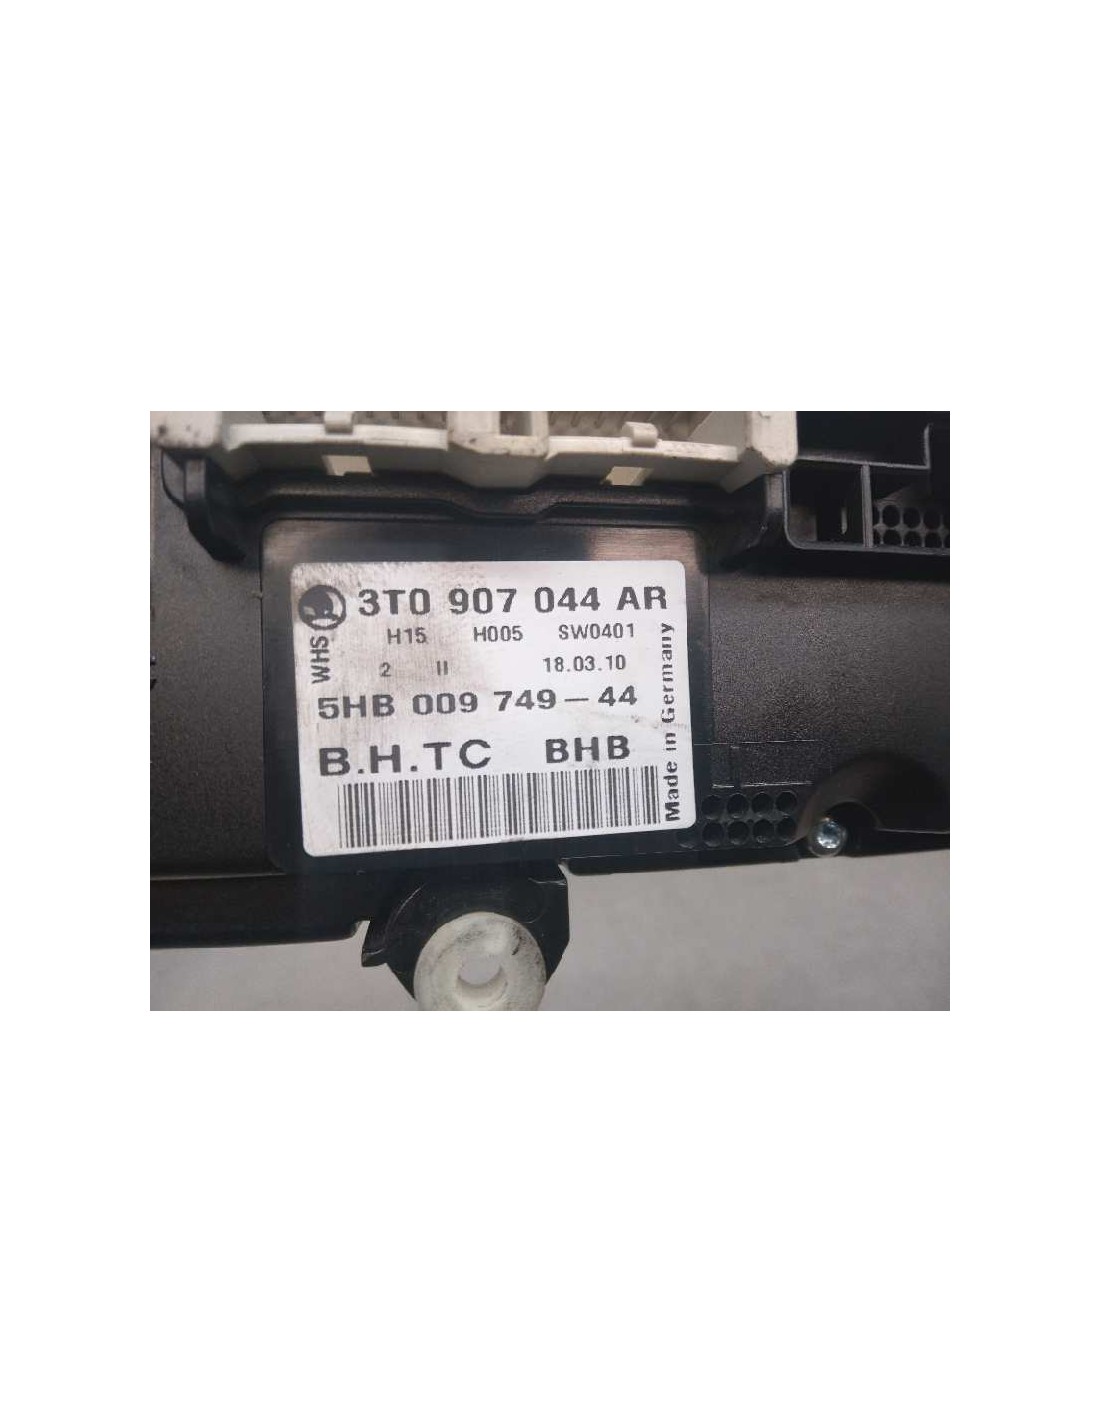 3T0 907 044 AR
H15 H005 SW0401
2 II 18.03.10
5HB 009 749-44
B.H.TC BHB
WHS
Made in Germany